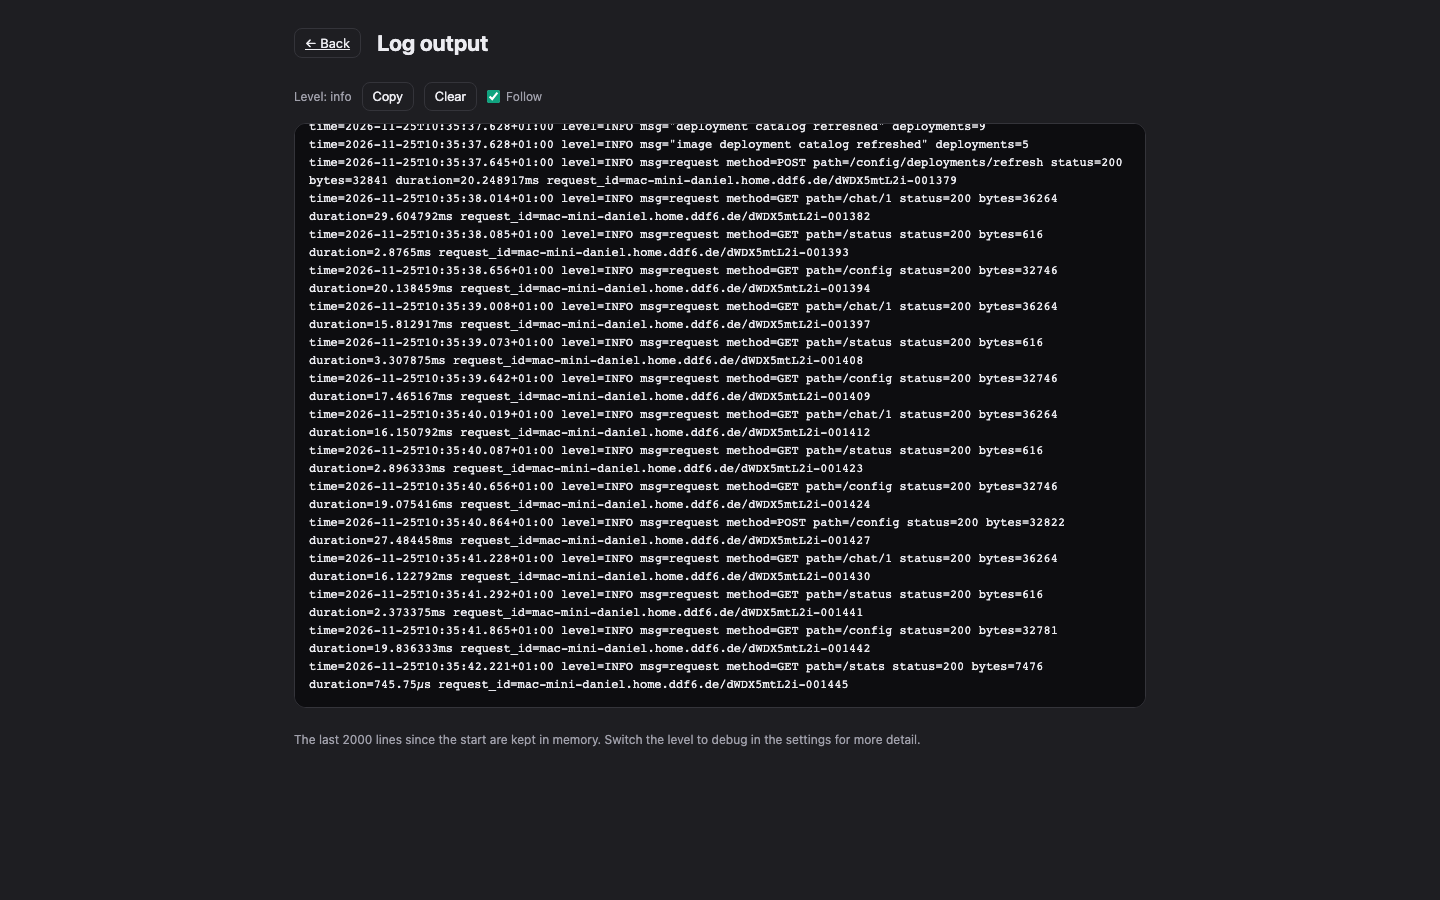 ← Back
Log output
Level: info
Copy
Clear
Follow
time=2026-11-25T10:35:37.628+01:00 level=INFO msg="deployment catalog refreshed" deployments=9
time=2026-11-25T10:35:37.628+01:00 level=INFO msg="image deployment catalog refreshed" deployments=5
time=2026-11-25T10:35:37.645+01:00 level=INFO msg=request method=POST path=/config/deployments/refresh status=200
bytes=32841 duration=20.248917ms request_id=mac-mini-daniel.home.ddf6.de/dWDX5mtL2i-001379
time=2026-11-25T10:35:38.014+01:00 level=INFO msg=request method=GET path=/chat/1 status=200 bytes=36264
duration=29.604792ms request_id=mac-mini-daniel.home.ddf6.de/dWDX5mtL2i-001382
time=2026-11-25T10:35:38.085+01:00 level=INFO msg=request method=GET path=/status status=200 bytes=616
duration=2.8765ms request_id=mac-mini-daniel.home.ddf6.de/dWDX5mtL2i-001393
time=2026-11-25T10:35:38.656+01:00 level=INFO msg=request method=GET path=/config status=200 bytes=32746
duration=20.138459ms request_id=mac-mini-daniel.home.ddf6.de/dWDX5mtL2i-001394
time=2026-11-25T10:35:39.008+01:00 level=INFO msg=request method=GET path=/chat/1 status=200 bytes=36264
duration=15.812917ms request_id=mac-mini-daniel.home.ddf6.de/dWDX5mtL2i-001397
time=2026-11-25T10:35:39.073+01:00 level=INFO msg=request method=GET path=/status status=200 bytes=616
duration=3.307875ms request_id=mac-mini-daniel.home.ddf6.de/dWDX5mtL2i-001408
time=2026-11-25T10:35:39.642+01:00 level=INFO msg=request method=GET path=/config status=200 bytes=32746
duration=17.465167ms request_id=mac-mini-daniel.home.ddf6.de/dWDX5mtL2i-001409
time=2026-11-25T10:35:40.019+01:00 level=INFO msg=request method=GET path=/chat/1 status=200 bytes=36264
duration=16.150792ms request_id=mac-mini-daniel.home.ddf6.de/dWDX5mtL2i-001412
time=2026-11-25T10:35:40.087+01:00 level=INFO msg=request method=GET path=/status status=200 bytes=616
duration=2.896333ms request_id=mac-mini-daniel.home.ddf6.de/dWDX5mtL2i-001423
time=2026-11-25T10:35:40.656+01:00 level=INFO msg=request method=GET path=/config status=200 bytes=32746
duration=19.075416ms request_id=mac-mini-daniel.home.ddf6.de/dWDX5mtL2i-001424
time=2026-11-25T10:35:40.864+01:00 level=INFO msg=request method=POST path=/config status=200 bytes=32822
duration=27.484458ms request_id=mac-mini-daniel.home.ddf6.de/dWDX5mtL2i-001427
time=2026-11-25T10:35:41.228+01:00 level=INFO msg=request method=GET path=/chat/1 status=200 bytes=36264
duration=16.122792ms request_id=mac-mini-daniel.home.ddf6.de/dWDX5mtL2i-001430
time=2026-11-25T10:35:41.292+01:00 level=INFO msg=request method=GET path=/status status=200 bytes=616
duration=2.373375ms request_id=mac-mini-daniel.home.ddf6.de/dWDX5mtL2i-001441
time=2026-11-25T10:35:41.865+01:00 level=INFO msg=request method=GET path=/config status=200 bytes=32781
duration=19.836333ms request_id=mac-mini-daniel.home.ddf6.de/dWDX5mtL2i-001442
time=2026-11-25T10:35:42.221+01:00 level=INFO msg=request method=GET path=/stats status=200 bytes=7476
duration=745.75µs request_id=mac-mini-daniel.home.ddf6.de/dWDX5mtL2i-001445
The last 2000 lines since the start are kept in memory. Switch the level to debug in the settings for more detail.